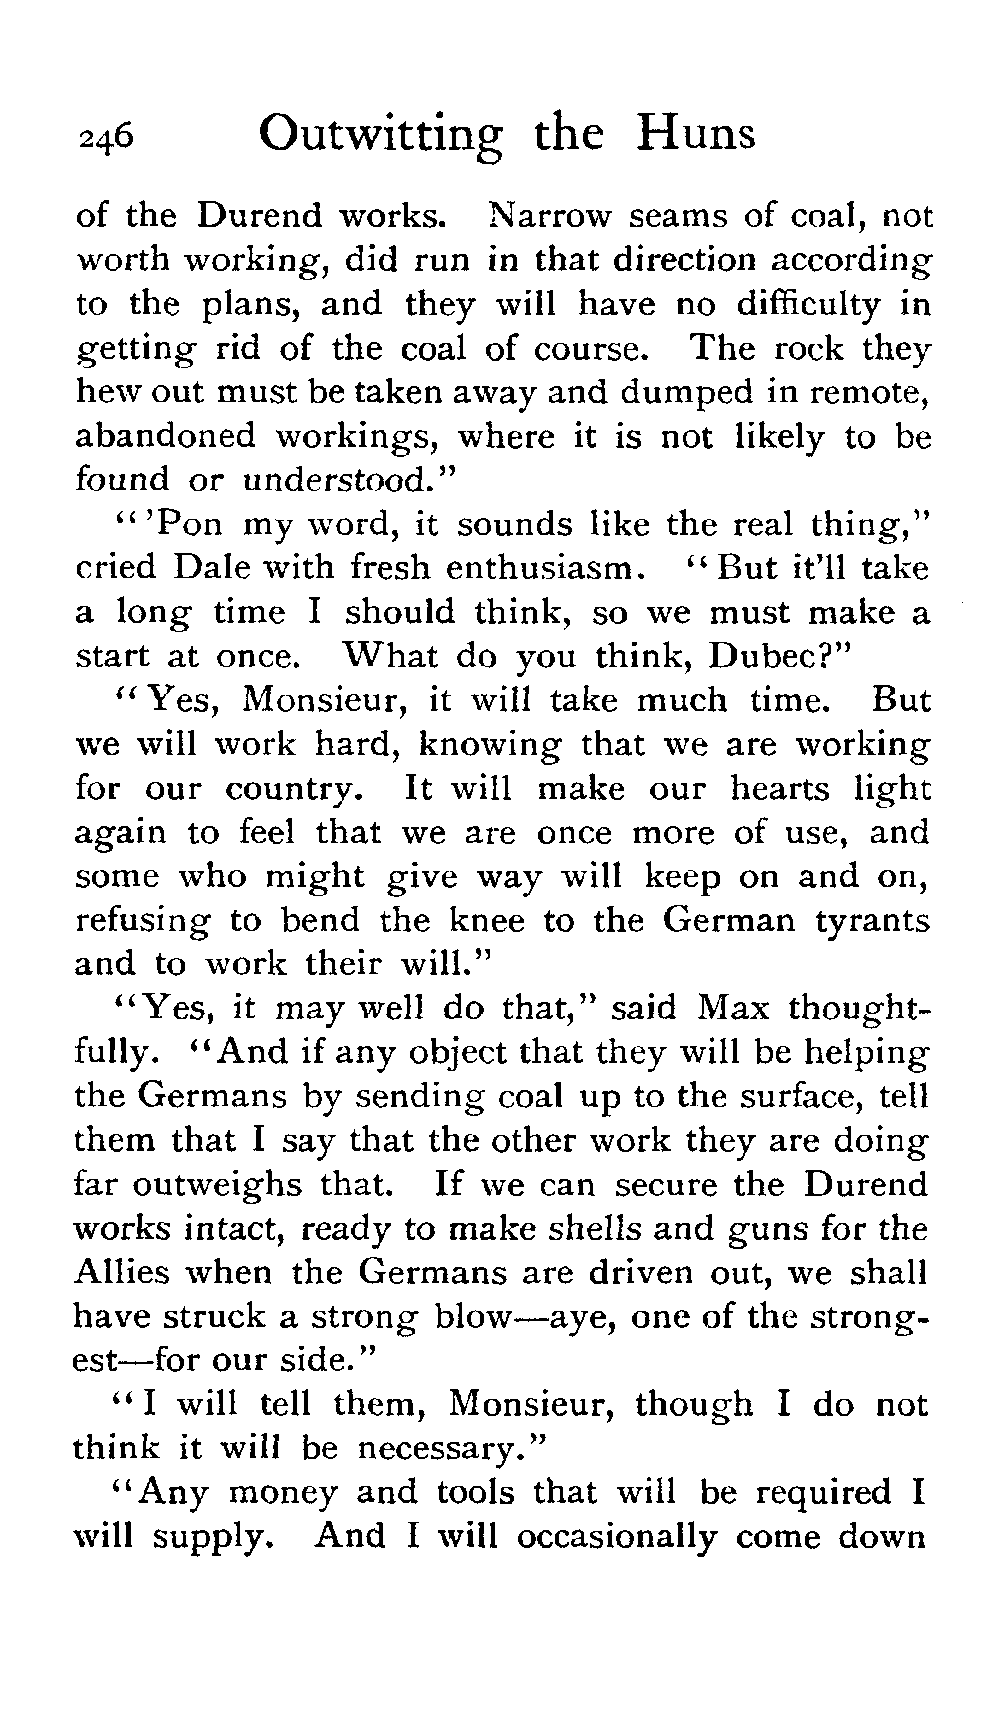 246 Outwitting the Huns
of the Durend works. Narrow seams of coal, not
worth working, did run in that direction according
to the plans, and they will have no difficulty in
getting rid of the coal of course. The rock they
hew out must be taken away and dumped in remote,
abandoned workings, where it is not likely to be
found or understood."
"'Pon my word, it sounds like the real thing,"
cried Dale with fresh enthusiasm. "But it'll take
a long time I should think, so we must make a
start at once. What do you think, Dubec?"
"Yes, Monsieur, it will take much time. But
we will work hard, knowing that we are working
for our country. It will make our hearts light
again to feel that we are once more of use, and
some who might give way will keep on and on,
refusing to bend the knee to the German tyrants
and to work their will."
"Yes, it may well do that," said Max thought-
fully. "And if any object that they will be helping
the Germans by sending coal up to the surface, tell
them that I say that the other work they are doing
far outweighs that. If we can secure the Durend
works intact, ready to make shells and guns for the
Allies when the Germans are driven out, we shall
have struck a strong blow—aye, one of the strong-
est—for our side."
"I will tell them, Monsieur, though I do not
think it will be necessary."
"Any money and tools that will be required I
will supply. And I will occasionally come down